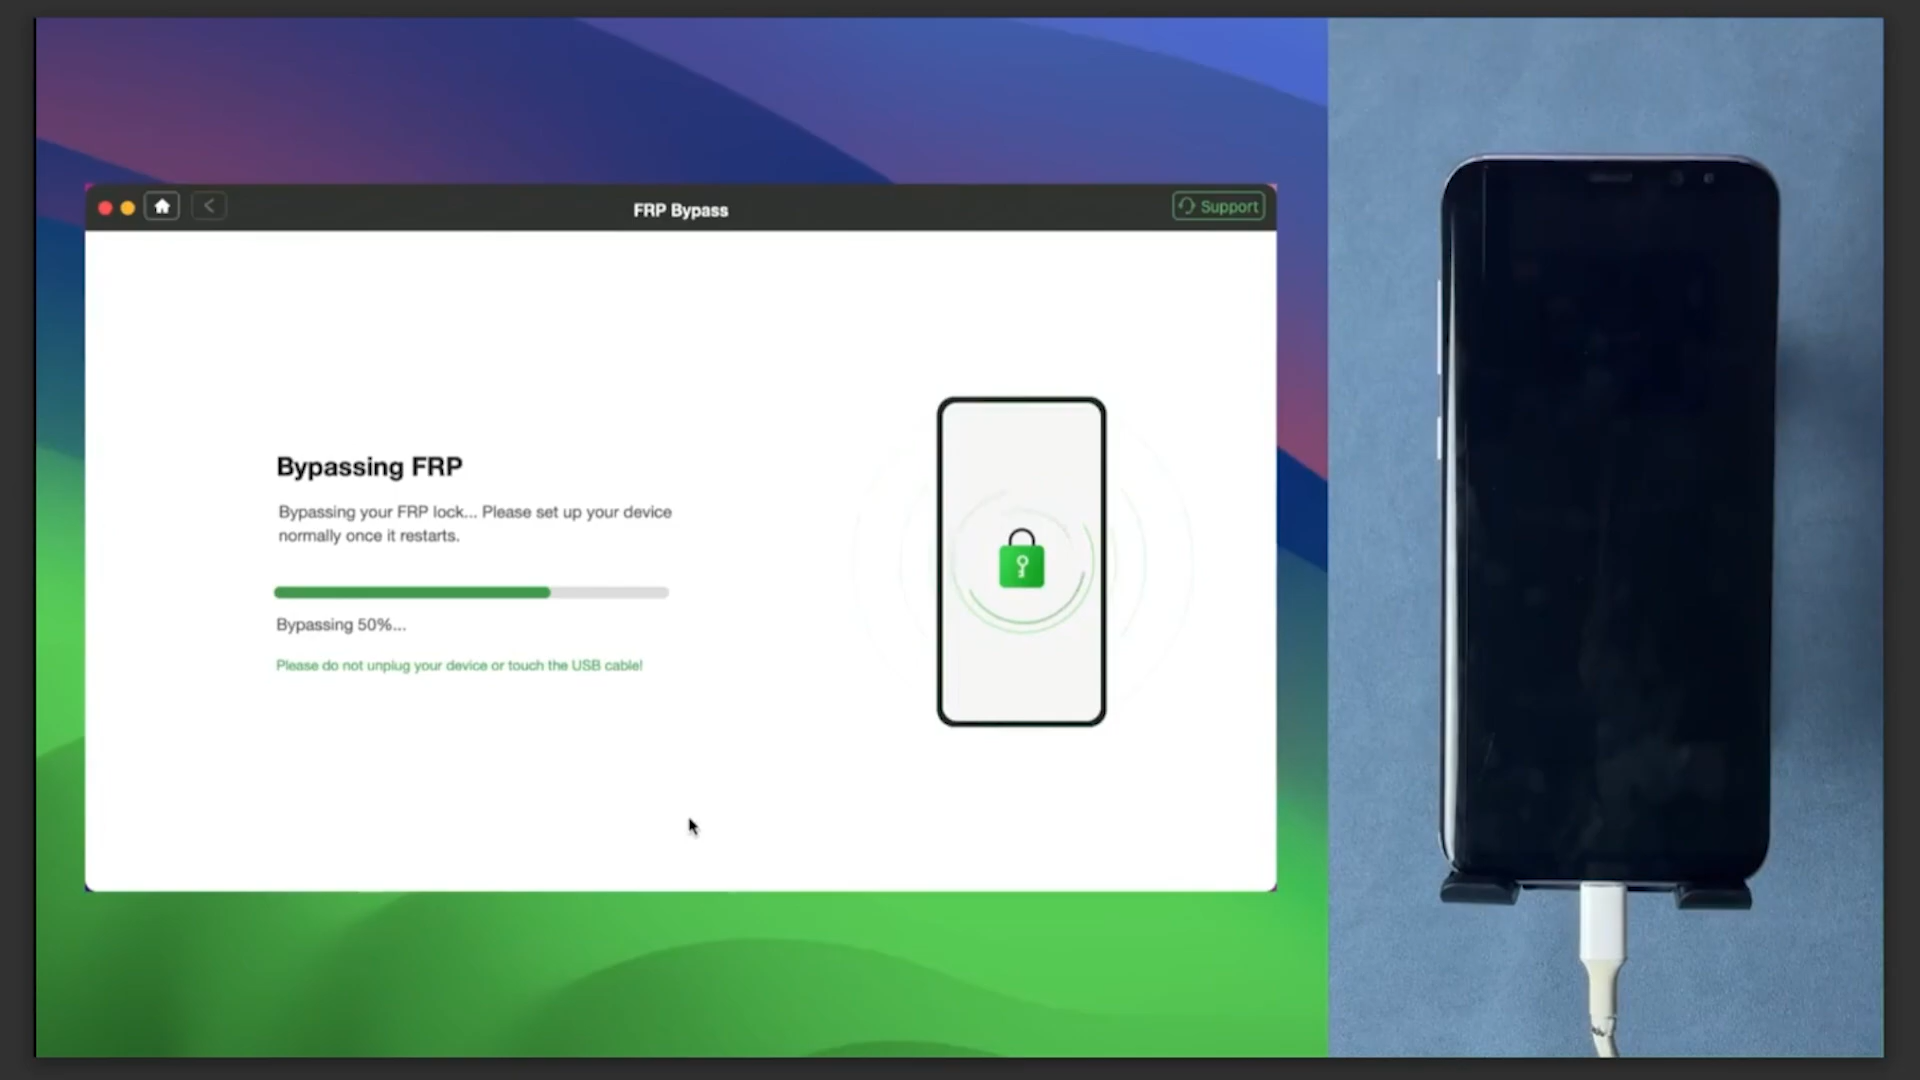 FRP Bypass
Support
Bypassing FRP
Bypassing your FRP lock... Please set up your device
normally once it restarts.
Bypassing 50%...
Please do not unplug your device or touch the USB cable!